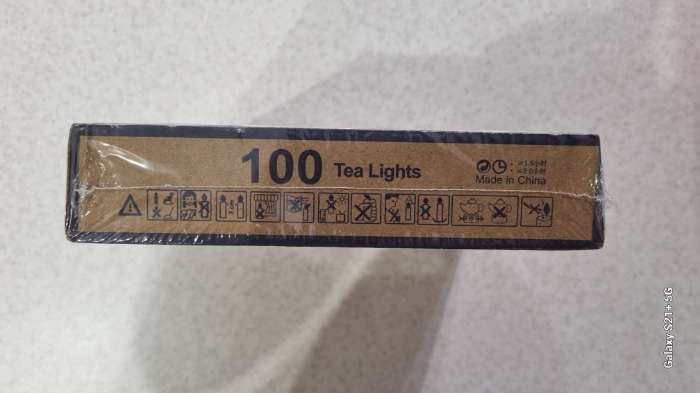 100 Tea Lights
Made in China
Galaxy S21+ 5G